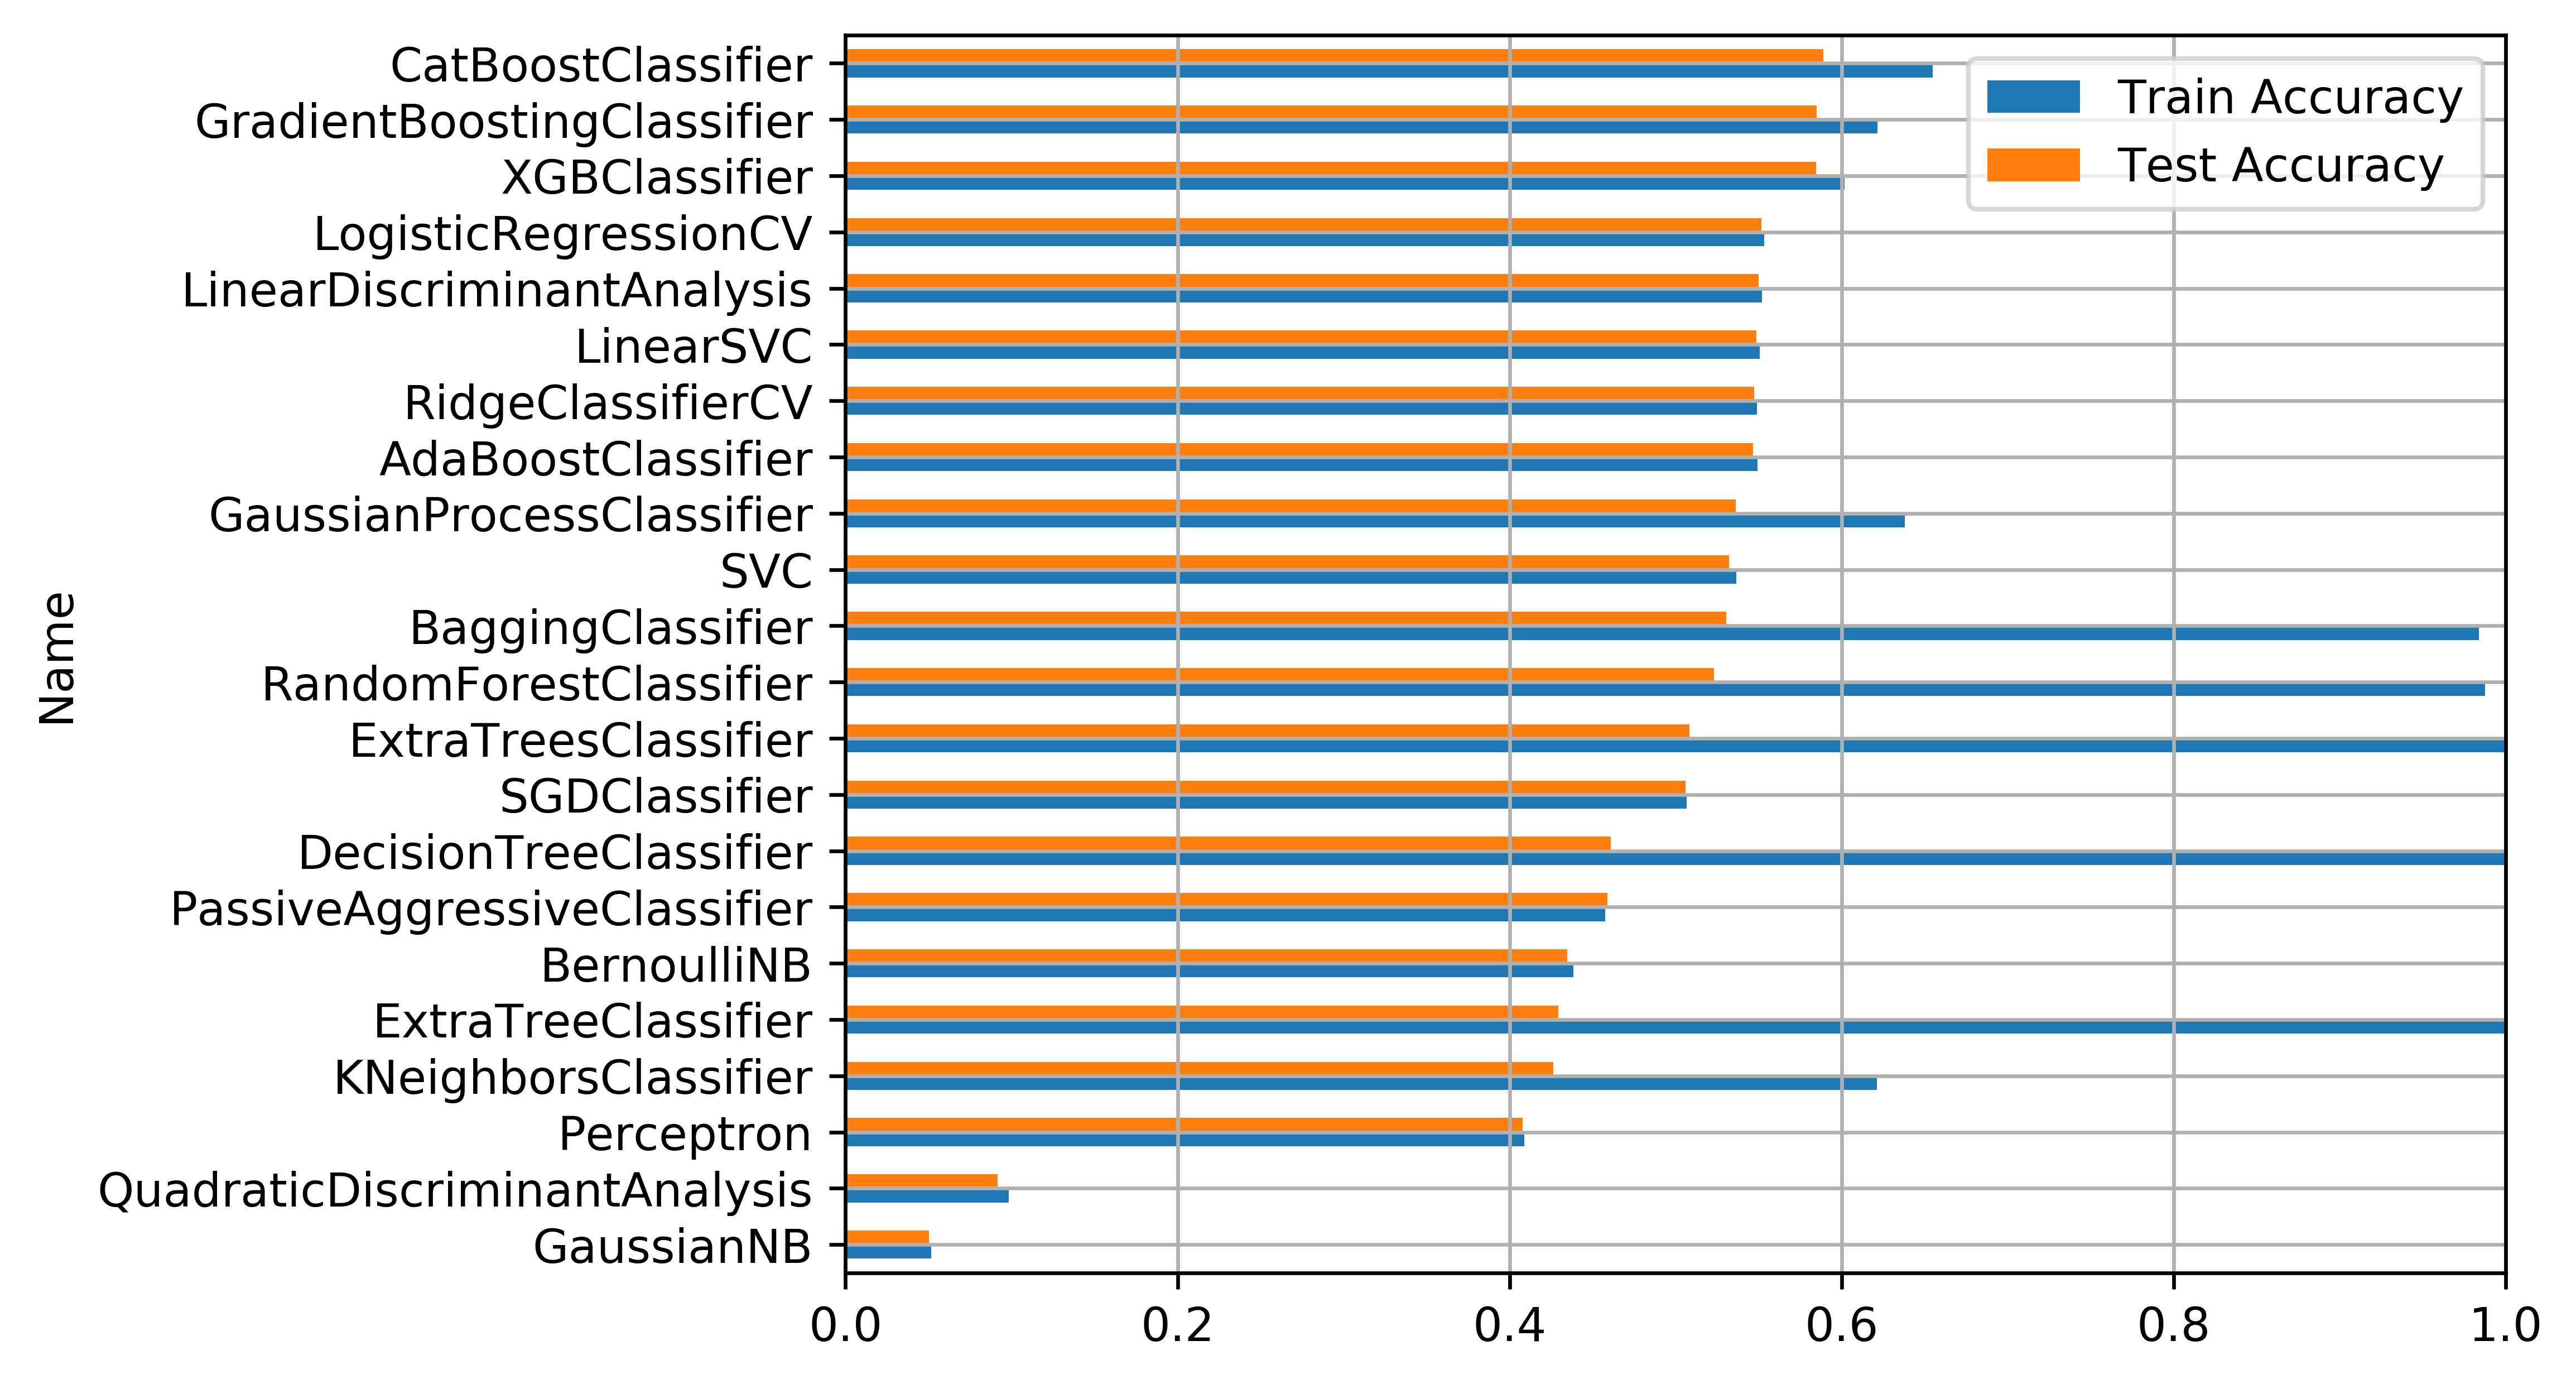 CatBoostClassifier
GradientBoostingClassifier
XGBClassifier
LogisticRegressionCV
LinearDiscriminantAnalysis
LinearSVC
RidgeClassifierCV
AdaBoostClassifier
GaussianProcessClassifier
SVC
BaggingClassifier
RandomForestClassifier
ExtraTreesClassifier
SGDClassifier
DecisionTreeClassifier
PassiveAggressiveClassifier
BernoulliNB
ExtraTreeClassifier
KNeighborsClassifier
Perceptron
QuadraticDiscriminantAnalysis
GaussianNB
Name
Train Accuracy
Test Accuracy
0.0 0.2 0.4 0.6 0.8 1.0